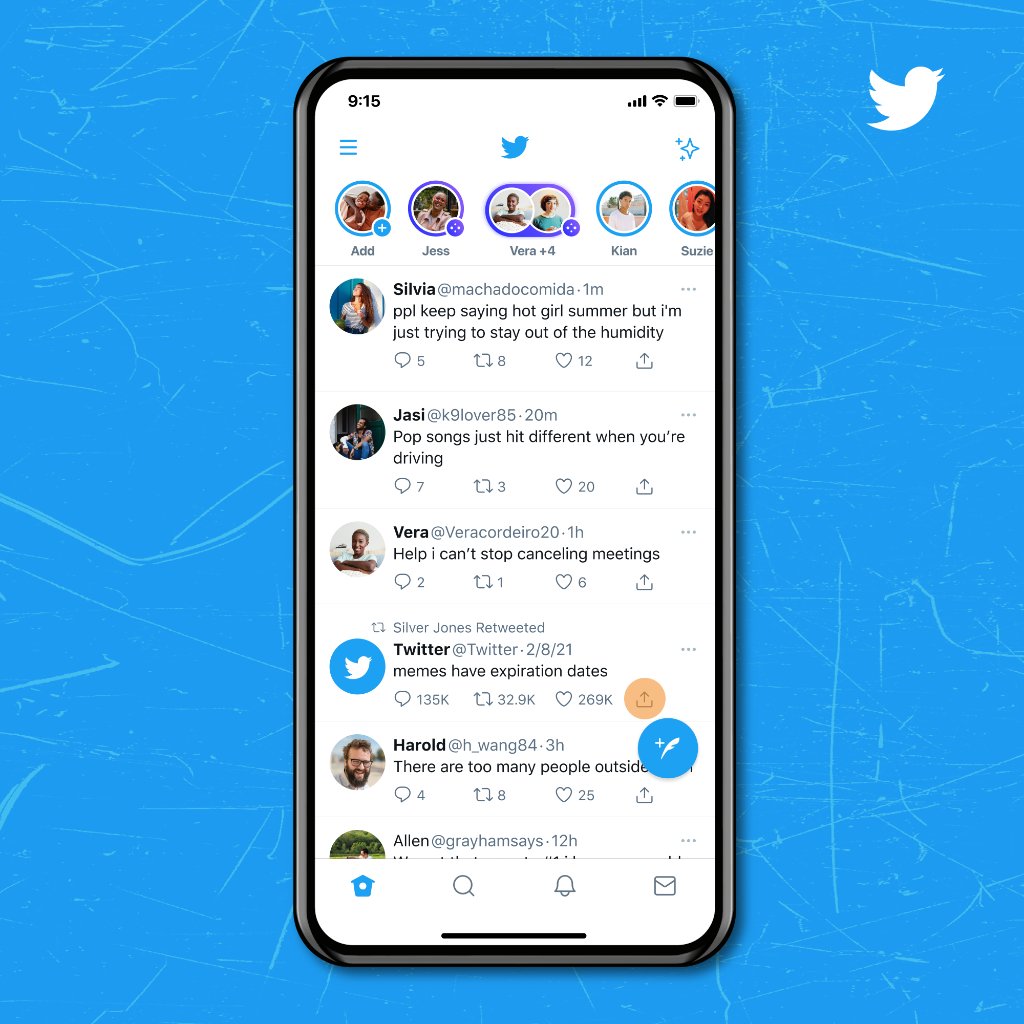 9:15
Add
Jess
Vera +4
Kian
Suzie
Silvia @machadocomida · 1m
ppl keep saying hot girl summer but i'm
just trying to stay out of the humidity
5 8 12
Jasi @k9lover85 · 20m
Pop songs just hit different when you’re
driving
7 3 20
Vera @Veracordeiro20 · 1h
Help i can’t stop canceling meetings
2 1 6
Silver Jones Retweeted
Twitter @Twitter · 2/8/21
memes have expiration dates
135K 32.9K 269K
Harold @h_wang84 · 3h
There are too many people outside
4 8 25
Allen @grayhamsays · 12h